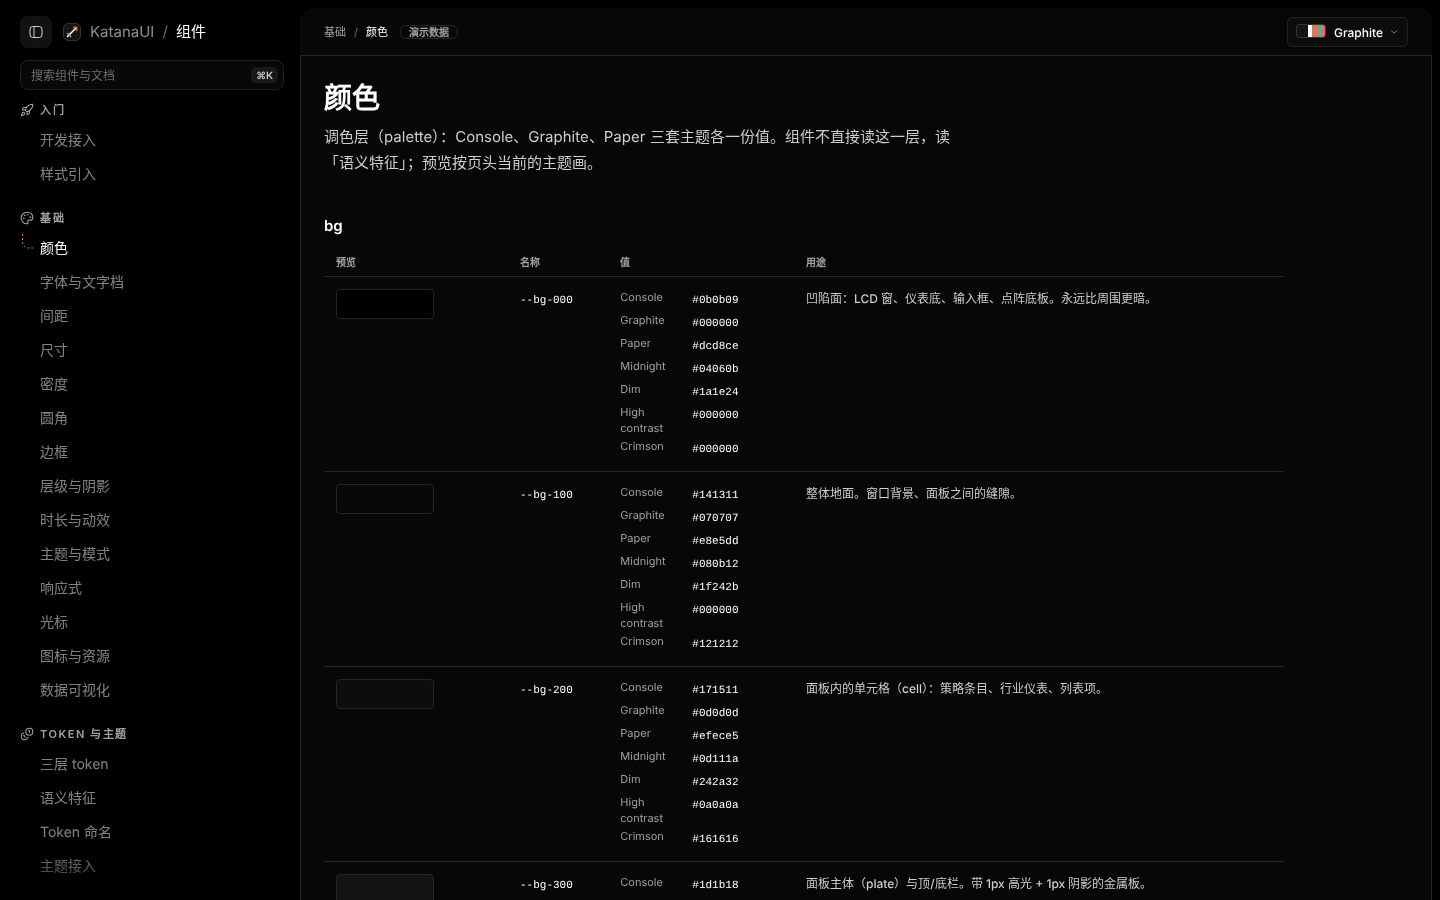 KatanaUI / 组件
搜索组件与文档 ⌘K
入门
开发接入
样式引入
基础
颜色
字体与文字档
间距
尺寸
密度
圆角
边框
层级与阴影
时长与动效
主题与模式
响应式
光标
图标与资源
数据可视化
TOKEN 与主题
三层 token
语义特征
Token 命名
主题接入
基础 / 颜色 演示数据
Graphite
颜色
调色层（palette）：Console、Graphite、Paper 三套主题各一份值。组件不直接读这一层，读
「语义特征」；预览按页头当前的主题画。
bg
预览 名称 值 用途
--bg-000 Console #0b0b09 凹陷面：LCD 窗、仪表底、输入框、点阵底板。永远比周围更暗。
Graphite #000000
Paper #dcd8ce
Midnight #04060b
Dim #1a1e24
High contrast #000000
Crimson #000000
--bg-100 Console #141311 整体地面。窗口背景、面板之间的缝隙。
Graphite #070707
Paper #e8e5dd
Midnight #080b12
Dim #1f242b
High contrast #000000
Crimson #121212
--bg-200 Console #171511 面板内的单元格（cell）：策略条目、行业仪表、列表项。
Graphite #0d0d0d
Paper #efece5
Midnight #0d111a
Dim #242a32
High contrast #0a0a0a
Crimson #161616
--bg-300 Console #1d1b18 面板主体（plate）与顶/底栏。带 1px 高光 + 1px 阴影的金属板。